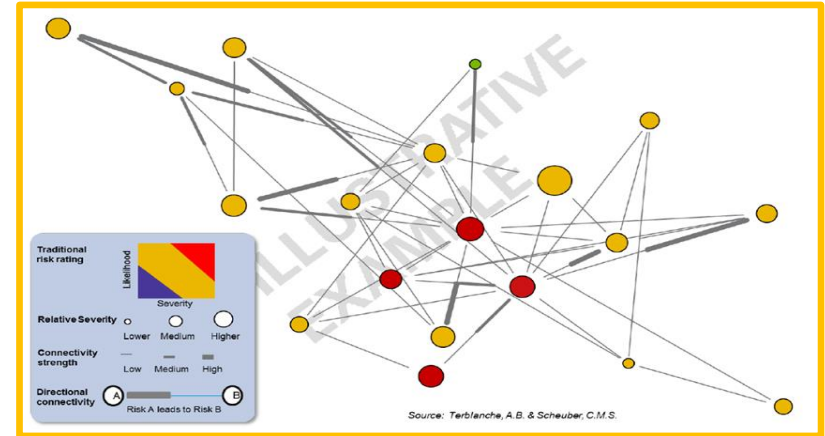 ILLUSTRATIVE
EXAMPLE
Traditional
risk rating
Likelihood
Severity
Relative Severity
Lower Medium Higher
Connectivity
strength
Low Medium High
Directional
connectivity
A B
Risk A leads to Risk B
Source: Terblanche, A.B. & Scheuber, C.M.S.